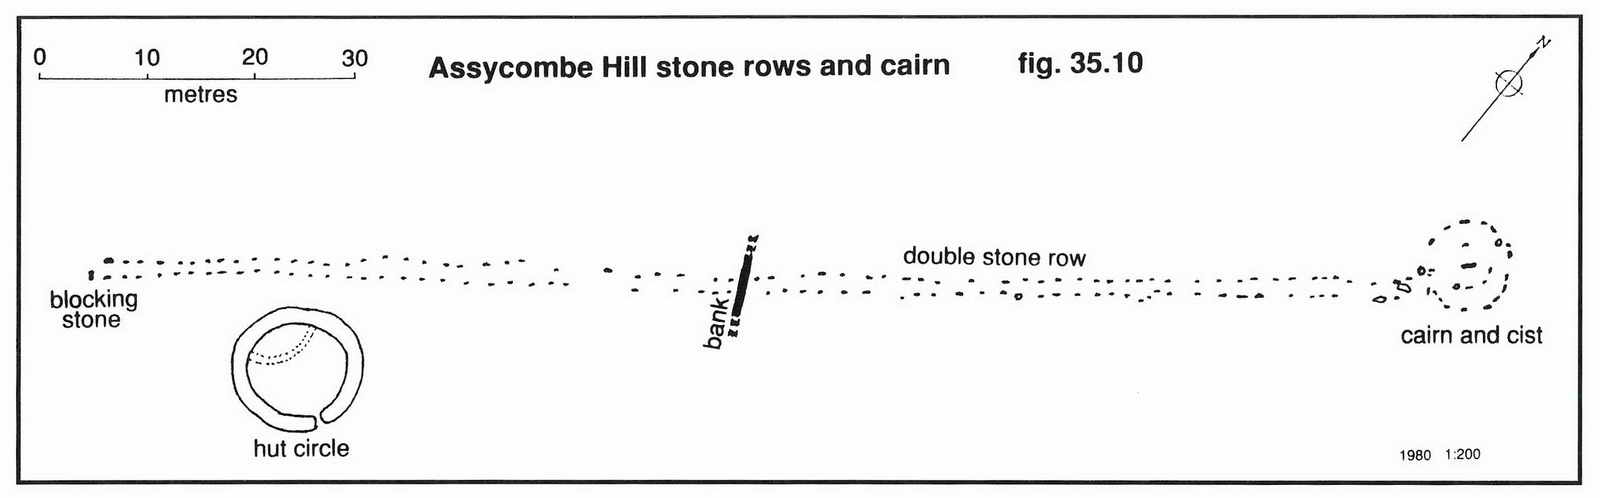 0 10 20 30
metres
Assycombe Hill stone rows and cairn fig. 35.10
N
double stone row
blocking
stone
bank
cairn and cist
hut circle
1980 1:200